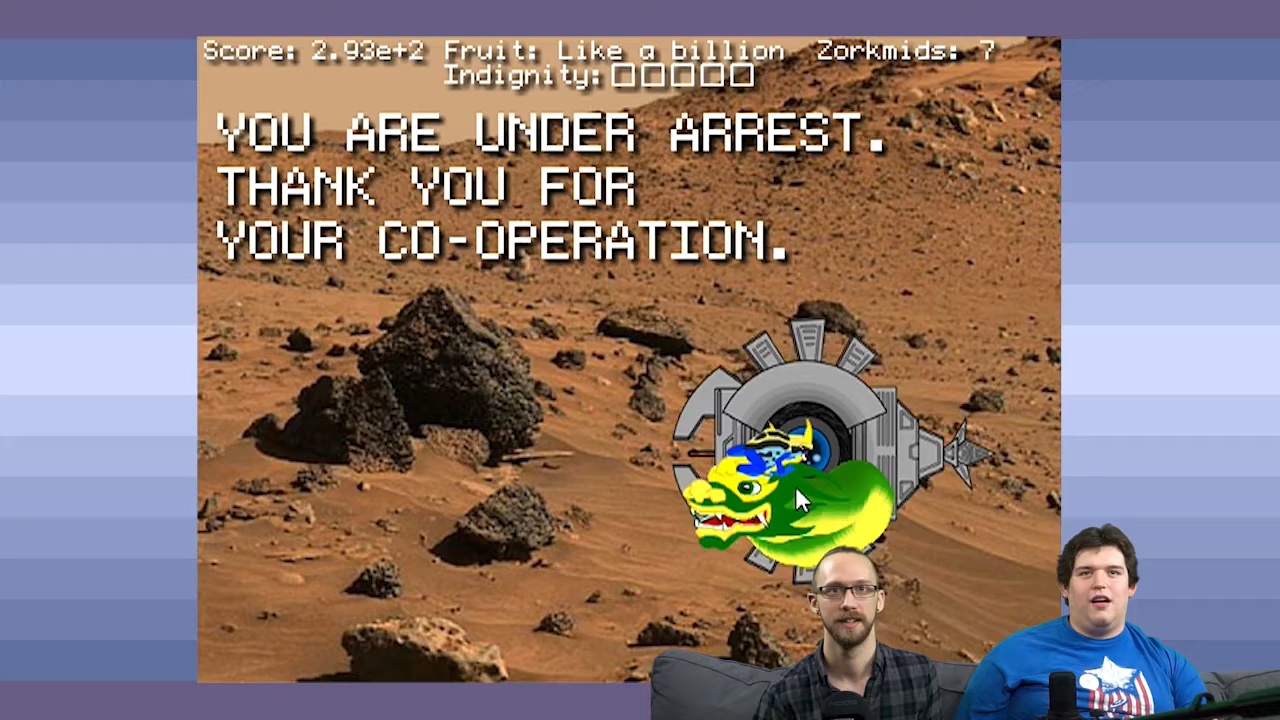 Score: 2.93e+2 Fruit: Like a billion Zorkmids: 7
Indignity:
YOU ARE UNDER ARREST.
THANK YOU FOR
YOUR CO-OPERATION.